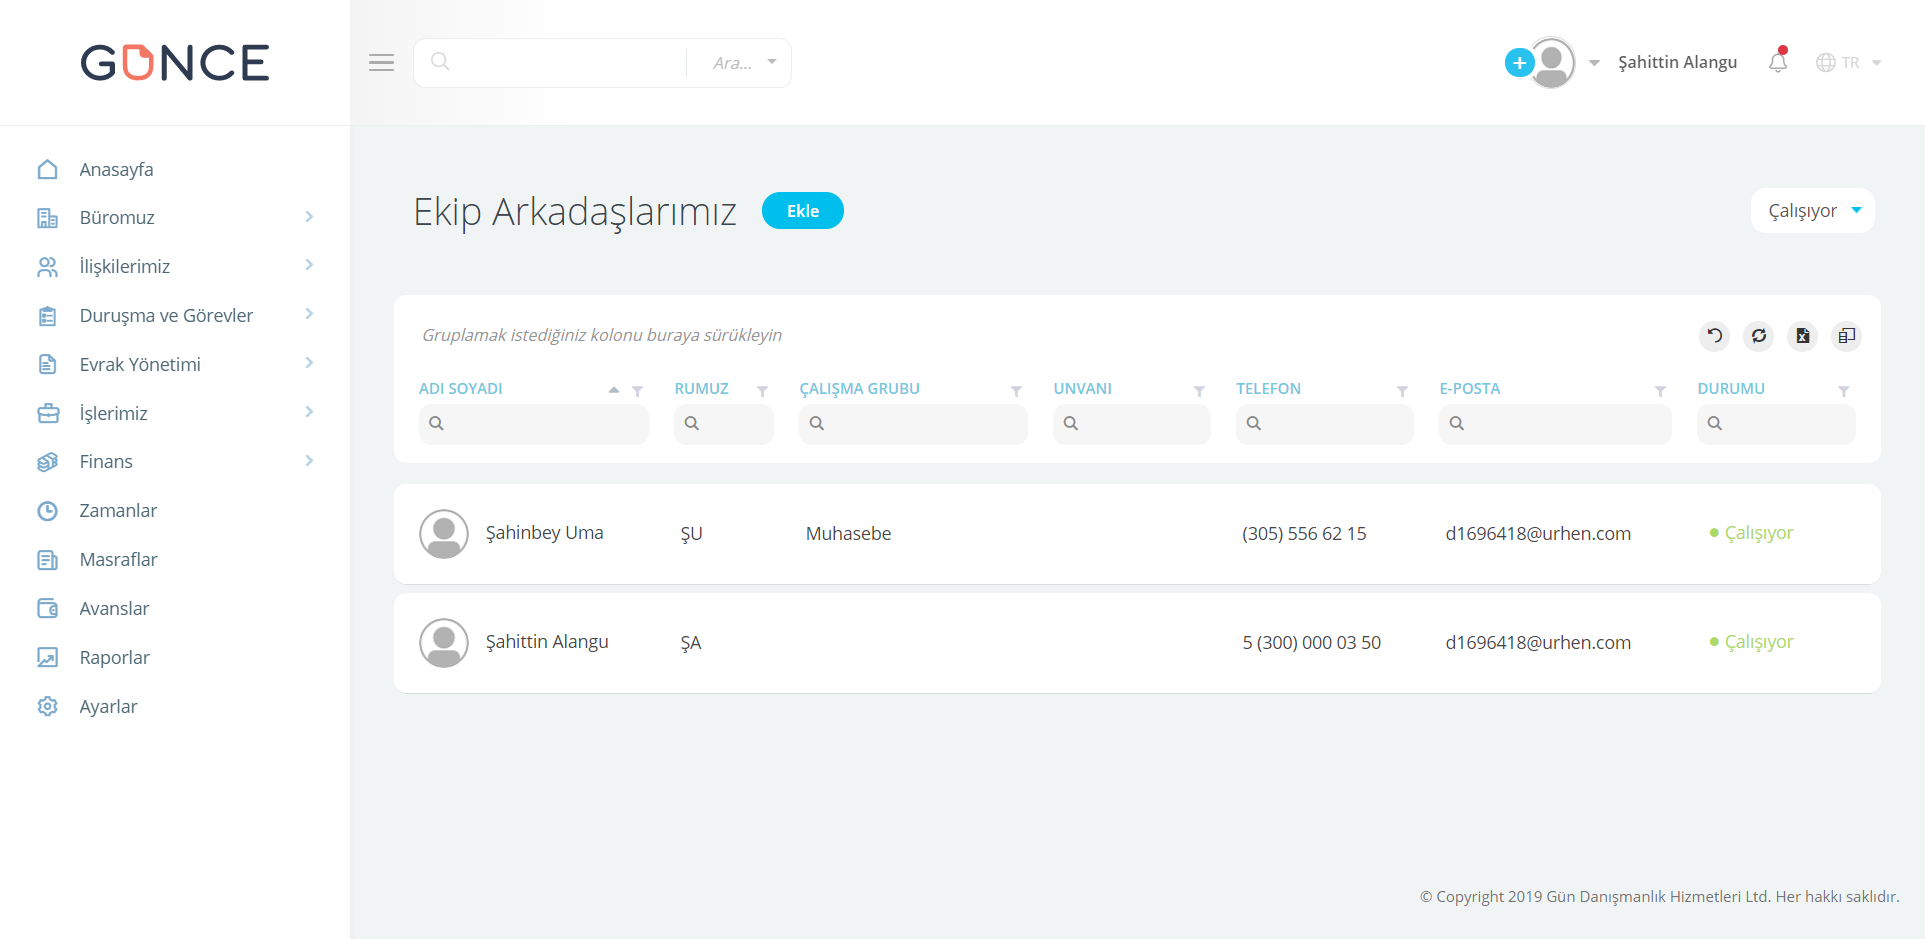 GÜNCE
Ara...
Şahittin Alangu
TR
Anasayfa
Büromuz
İlişkilerimiz
Duruşma ve Görevler
Evrak Yönetimi
İşlerimiz
Finans
Zamanlar
Masraflar
Avanslar
Raporlar
Ayarlar
Ekip Arkadaşlarımız
Ekle
Çalışıyor
Gruplamak istediğiniz kolonu buraya sürükleyin
ADI SOYADI RUMUZ ÇALIŞMA GRUBU UNVANI TELEFON E-POSTA DURUMU
Şahinbey Uma ŞU Muhasebe (305) 556 62 15 d1696418@urhen.com Çalışıyor
Şahittin Alangu ŞA 5 (300) 000 03 50 d1696418@urhen.com Çalışıyor
© Copyright 2019 Gün Danışmanlık Hizmetleri Ltd. Her hakkı saklıdır.